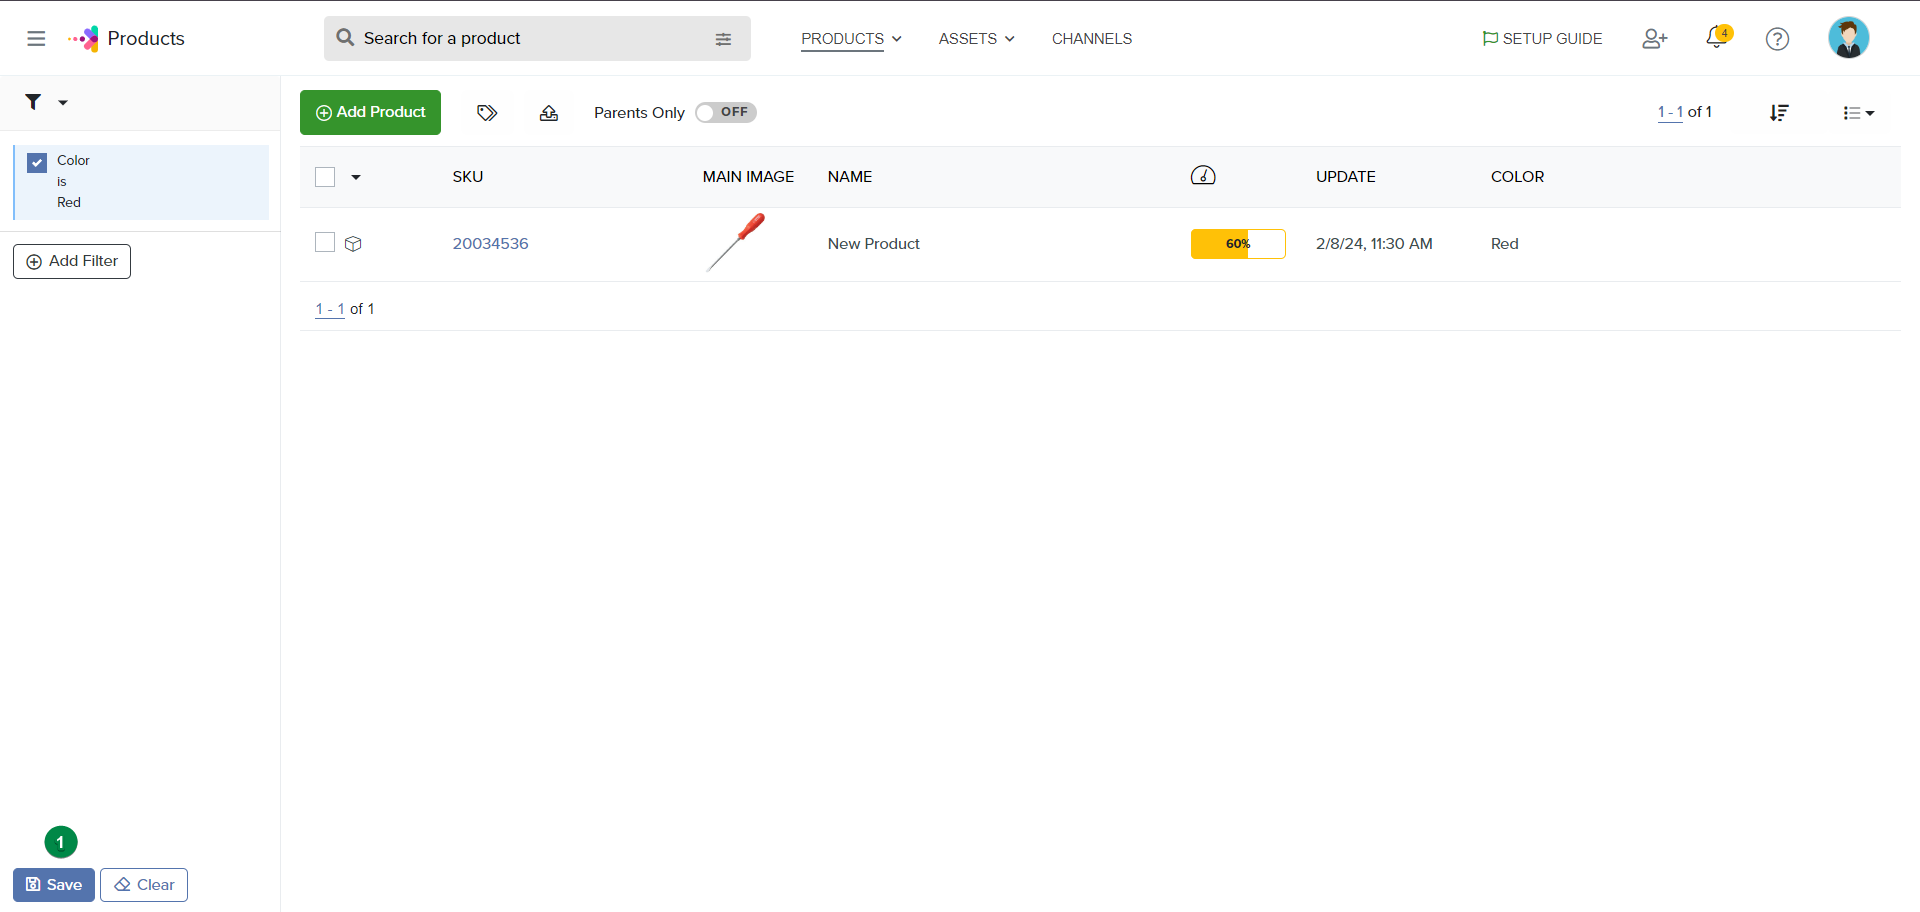 Products
Search for a product
PRODUCTS
ASSETS
CHANNELS
SETUP GUIDE
4
Add Product
Parents Only
OFF
1 - 1 of 1
Color
is
Red
Add Filter
SKU
MAIN IMAGE
NAME
UPDATE
COLOR
20034536
New Product
60%
2/8/24, 11:30 AM
Red
1 - 1 of 1
1
Save
Clear